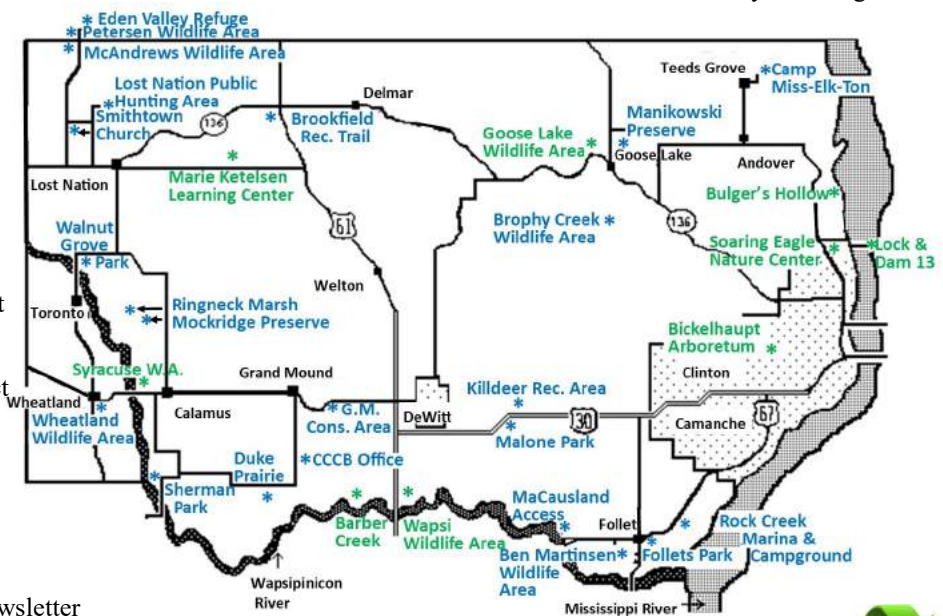 Eden Valley Refuge
Petersen Wildlife Area
McAndrews Wildlife Area
Lost Nation Public
Hunting Area
Smithtown
Church
136
Delmar
Brookfield
Rec. Trail
Teeds Grove
Camp
Miss-Elk-Ton
Manikowski
Preserve
Goose Lake
Wildlife Area
Goose Lake
Andover
Lost Nation
Marie Ketelsen
Learning Center
Bulger's Hollow
Walnut
Grove
Park
61
Brophy Creek
Wildlife Area
136
Soaring Eagle
Nature Center
Lock &
Dam 13
Welton
Toronto
Ringneck Marsh
Mockridge Preserve
Bickelhaupt
Arboretum
Syracuse W.A.
Grand Mound
Clinton
Wheatland
Wheatland
Wildlife Area
Calamus
G.M.
Cons. Area
DeWitt
Killdeer Rec. Area
30
Malone Park
67
Camanche
Duke
Prairie
CCCB Office
Sherman
Park
Barber
Creek
Wapsi
Wildlife Area
MaCausland
Access
Follet
Rock Creek
Marina &
Campground
Ben Martinsen
Wildlife
Area
Follets Park
Wapsipinicon
River
Mississippi River
wsletter